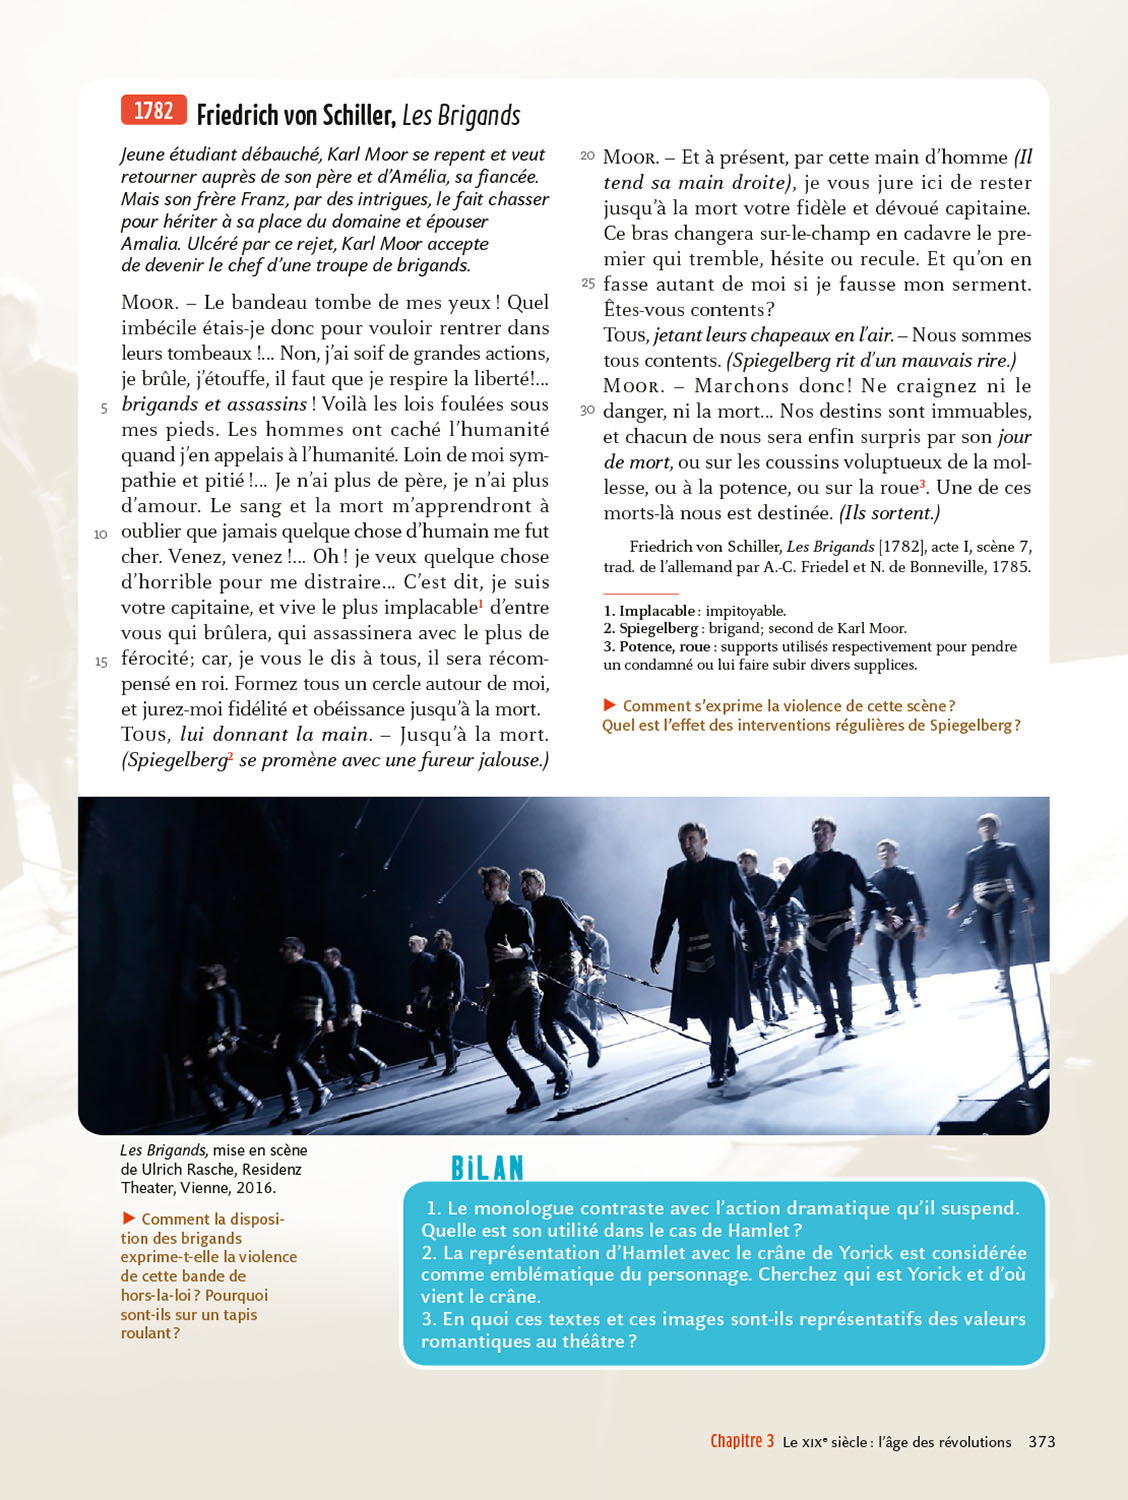 1782 Friedrich von Schiller, Les Brigands
Jeune étudiant débauché, Karl Moor se repent et veut
retourner auprès de son père et d'Amélia, sa fiancée.
Mais son frère Franz, par des intrigues, le fait chasser
pour hériter à sa place du domaine et épouser
Amalia. Ulcéré par ce rejet, Karl Moor accepte
de devenir le chef d'une troupe de brigands.
MOOR. – Le bandeau tombe de mes yeux ! Quel
imbécile étais-je donc pour vouloir rentrer dans
leurs tombeaux !... Non, j'ai soif de grandes actions,
je brûle, j'étouffe, il faut que je respire la liberté!...
5 brigands et assassins ! Voilà les lois foulées sous
mes pieds. Les hommes ont caché l'humanité
quand j'en appelais à l'humanité. Loin de moi sym-
pathie et pitié !... Je n'ai plus de père, je n'ai plus
d'amour. Le sang et la mort m'apprendront à
10 oublier que jamais quelque chose d'humain me fut
cher. Venez, venez !... Oh ! je veux quelque chose
d'horrible pour me distraire... C'est dit, je suis
votre capitaine, et vive le plus implacable1 d'entre
vous qui brûlera, qui assassinera avec le plus de
15 férocité ; car, je vous le dis à tous, il sera récom-
pensé en roi. Formez tous un cercle autour de moi,
et jurez-moi fidélité et obéissance jusqu'à la mort.
TOUS, lui donnant la main. – Jusqu'à la mort.
(Spiegelberg2 se promène avec une fureur jalouse.)
20 MOOR. – Et à présent, par cette main d'homme (Il
tend sa main droite), je vous jure ici de rester
jusqu'à la mort votre fidèle et dévoué capitaine.
Ce bras changera sur-le-champ en cadavre le pre-
mier qui tremble, hésite ou recule. Et qu'on en
25 fasse autant de moi si je fausse mon serment.
Êtes-vous contents ?
TOUS, jetant leurs chapeaux en l'air. – Nous sommes
tous contents. (Spiegelberg rit d'un mauvais rire.)
MOOR. – Marchons donc! Ne craignez ni le
30 danger, ni la mort... Nos destins sont immuables,
et chacun de nous sera enfin surpris par son jour
de mort, ou sur les coussins voluptueux de la mol-
lesse, ou à la potence, ou sur la roue3. Une de ces
morts-là nous est destinée. (Ils sortent.)
Friedrich von Schiller, Les Brigands [1782], acte I, scène 7,
trad. de l'allemand par A.-C. Friedel et N. de Bonneville, 1785.
1. Implacable : impitoyable.
2. Spiegelberg : brigand; second de Karl Moor.
3. Potence, roue : supports utilisés respectivement pour pendre
un condamné ou lui faire subir divers supplices.
▶ Comment s'exprime la violence de cette scène ?
Quel est l'effet des interventions régulières de Spiegelberg ?
Les Brigands, mise en scène
de Ulrich Rasche, Residenz
Theater, Vienne, 2016.
▶ Comment la disposi-
tion des brigands
exprime-t-elle la violence
de cette bande de
hors-la-loi ? Pourquoi
sont-ils sur un tapis
roulant ?
BILAN
1. Le monologue contraste avec l'action dramatique qu'il suspend.
Quelle est son utilité dans le cas de Hamlet ?
2. La représentation d'Hamlet avec le crâne de Yorick est considérée
comme emblématique du personnage. Cherchez qui est Yorick et d'où
vient le crâne.
3. En quoi ces textes et ces images sont-ils représentatifs des valeurs
romantiques au théâtre ?
Chapitre 3 Le XIXe siècle : l'âge des révolutions 373